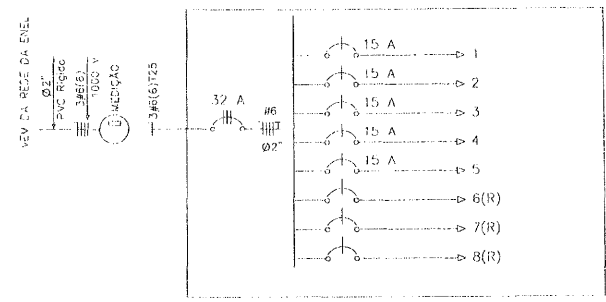 VEM DA REDE DA ENEL
Ø2"
PVC Rígido
3#6(6)
1000 V
MEDIÇÃO
3#6(6)T25
32 A
#6
T
Ø2"
15 A
1
15 A
2
15 A
3
15 A
4
15 A
5
6(R)
7(R)
8(R)